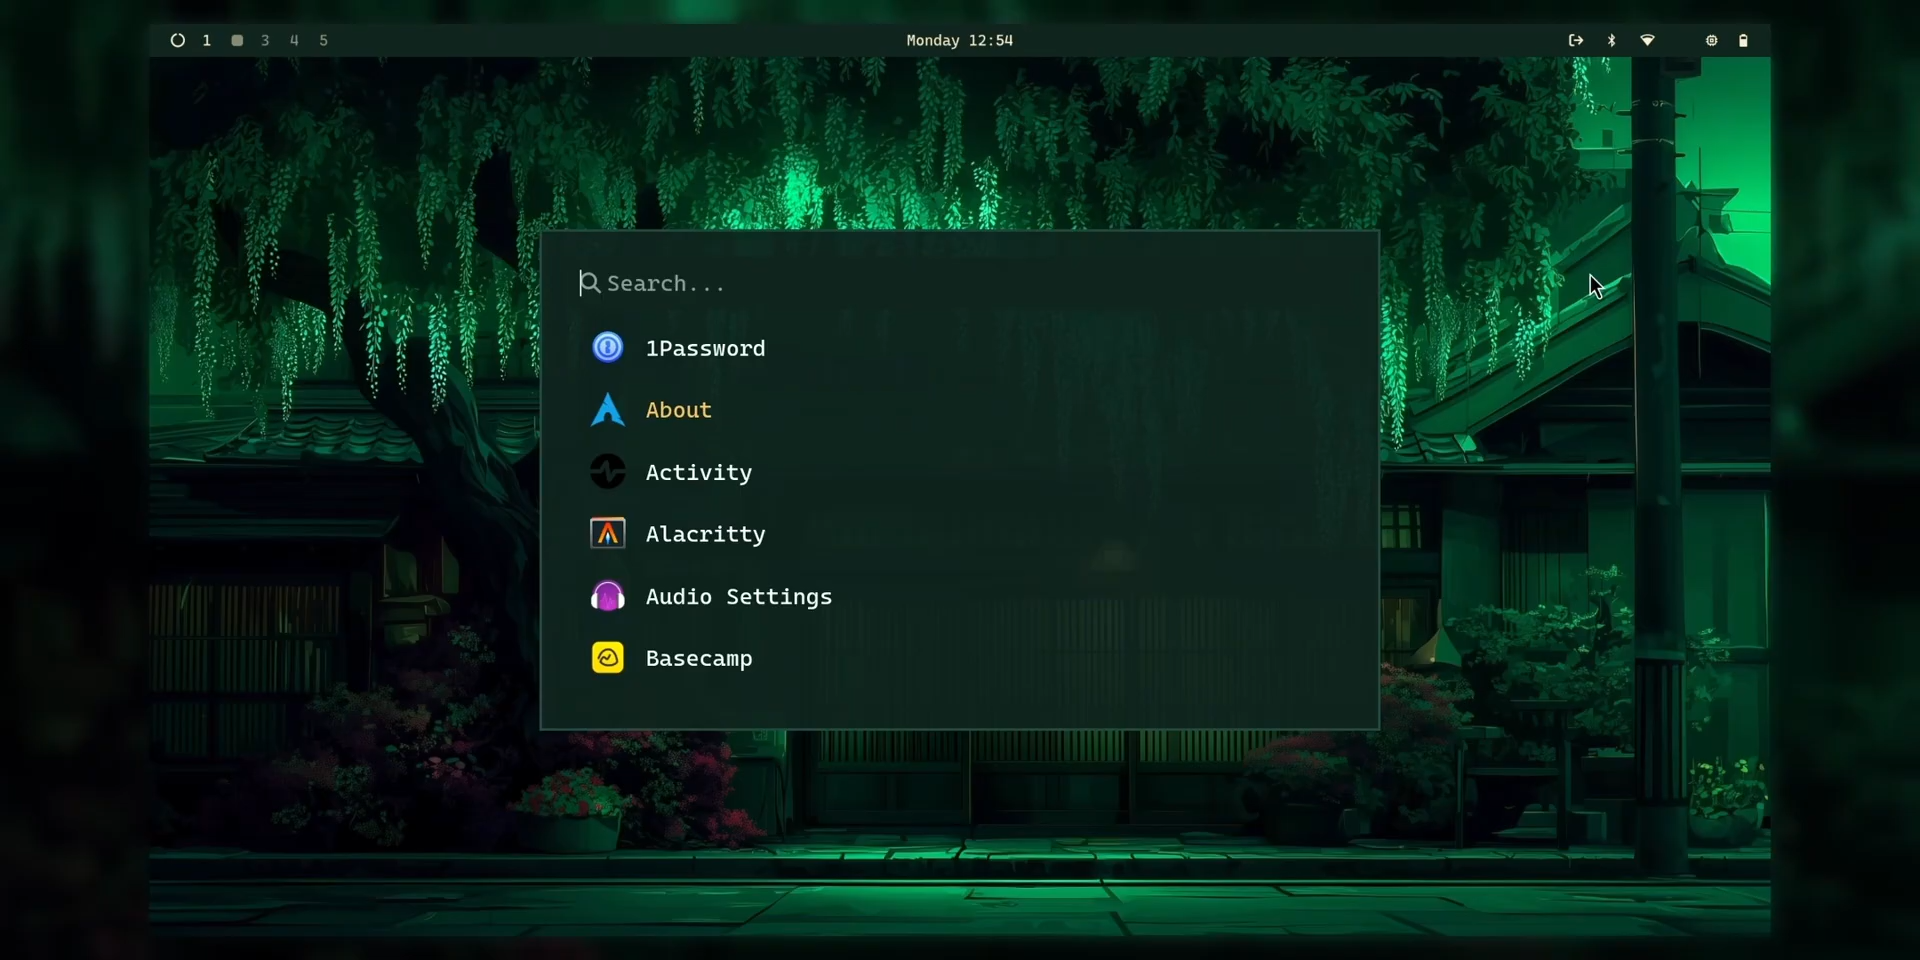 1 3 4 5
Monday 12:54
Search...
1Password
About
Activity
Alacritty
Audio Settings
Basecamp